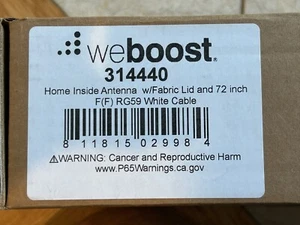 weboost
314440
Home Inside Antenna w/Fabric Lid and 72 inch
F(F) RG59 White Cable
8 11815 02998 4
⚠WARNING: Cancer and Reproductive Harm
www.P65Warnings.ca.gov